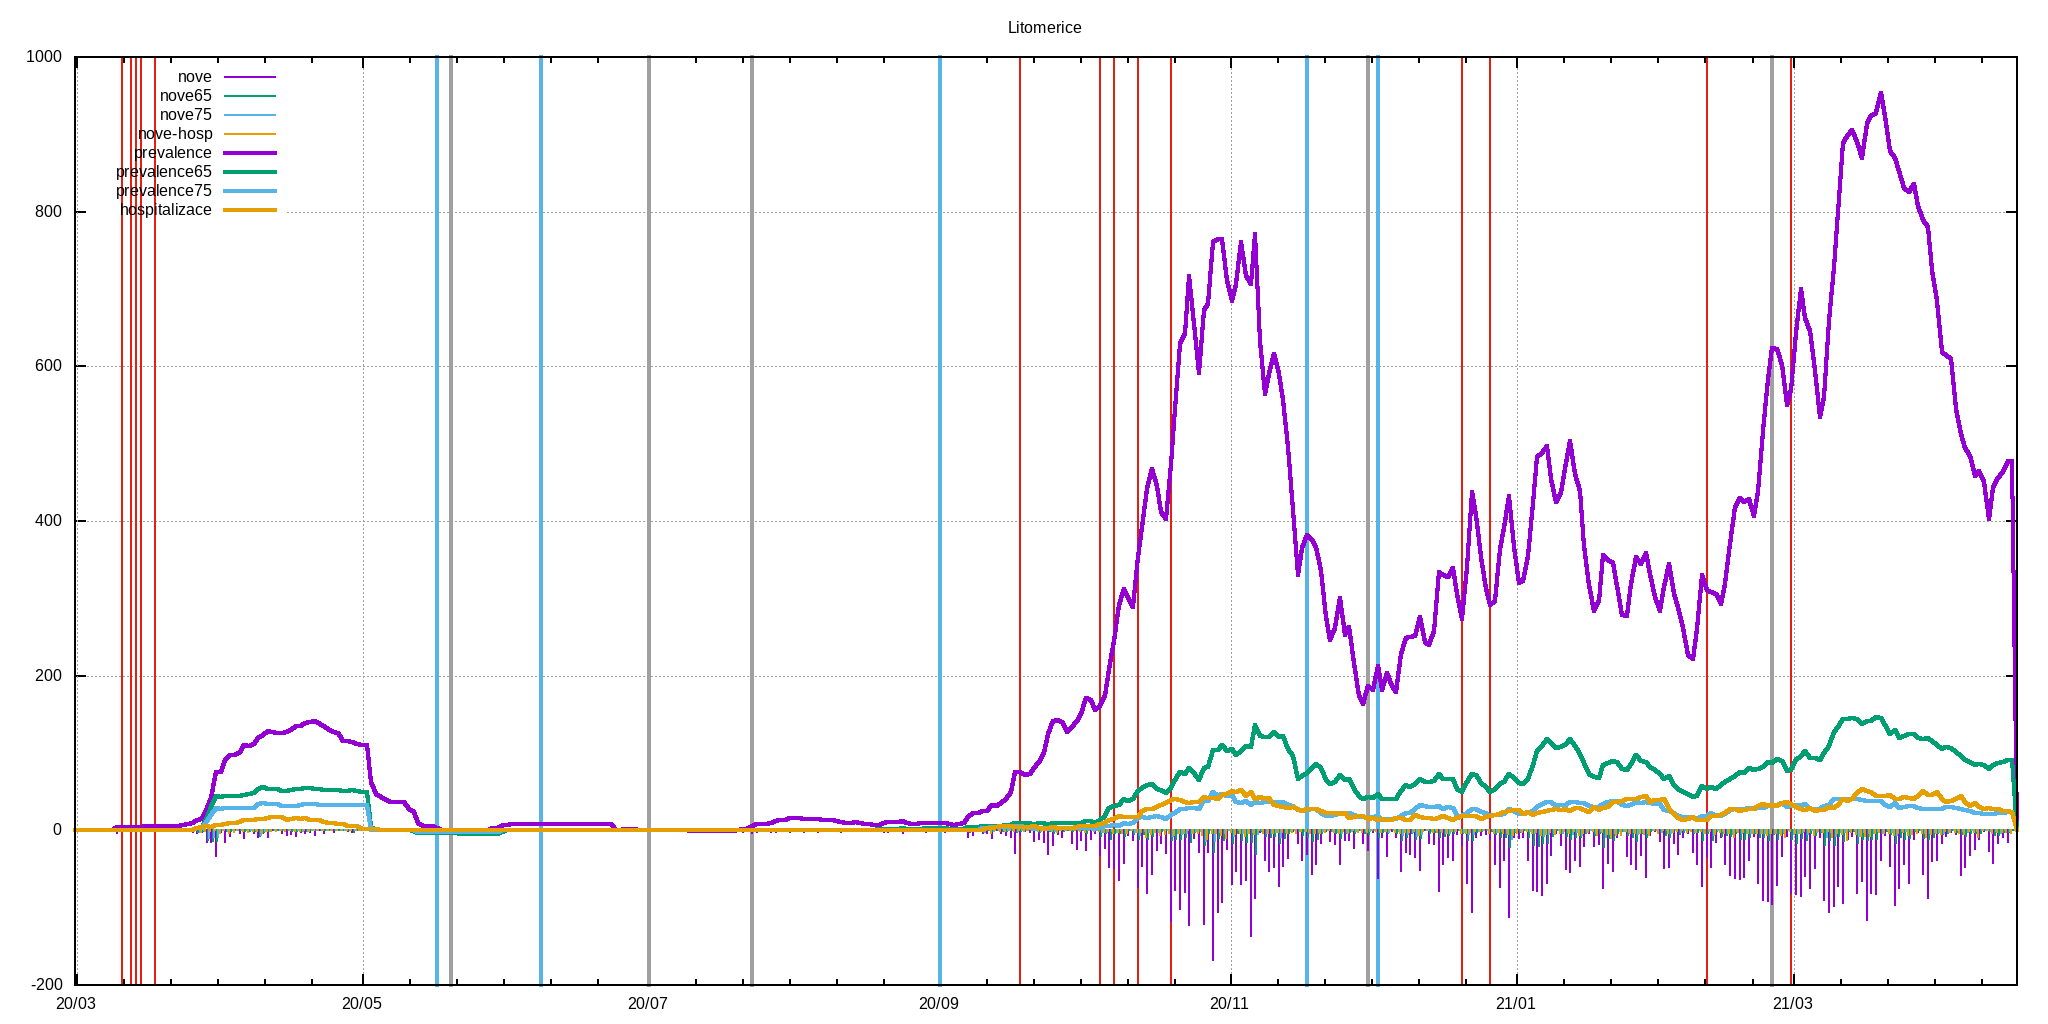 Litomerice
1000
nove
nove65
nove75
nove-hosp
prevalence
prevalence65
prevalence75
hospitalizace
800
600
400
200
0
-200
20/03 20/05 20/07 20/09 20/11 21/01 21/03